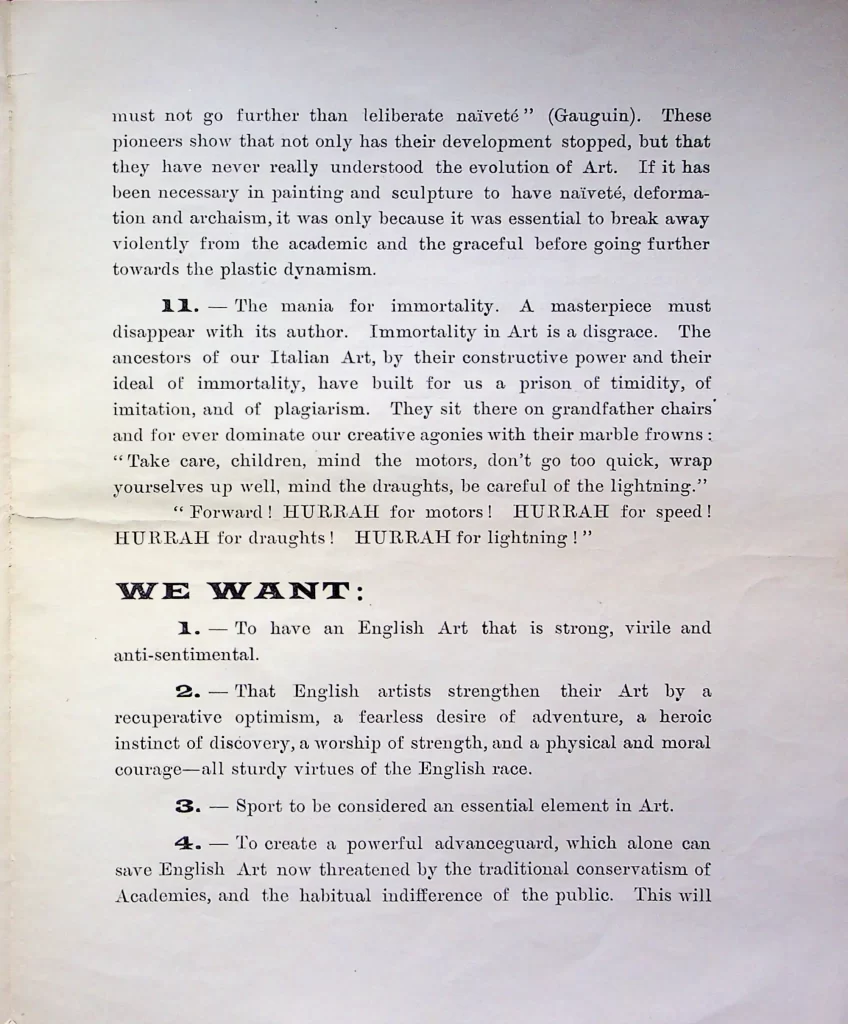 must not go further than leliberate naïveté” (Gauguin). These
pioneers show that not only has their development stopped, but that
they have never really understood the evolution of Art. If it has
been necessary in painting and sculpture to have naïveté, deforma-
tion and archaism, it was only because it was essential to break away
violently from the academic and the graceful before going further
towards the plastic dynamism.
11. — The mania for immortality. A masterpiece must
disappear with its author. Immortality in Art is a disgrace. The
ancestors of our Italian Art, by their constructive power and their
ideal of immortality, have built for us a prison of timidity, of
imitation, and of plagiarism. They sit there on grandfather chairs
and for ever dominate our creative agonies with their marble frowns :
“ Take care, children, mind the motors, don’t go too quick, wrap
yourselves up well, mind the draughts, be careful of the lightning.”
“ Forward ! HURRAH for motors ! HURRAH for speed !
HURRAH for draughts ! HURRAH for lightning ! ”
WE WANT:
1. — To have an English Art that is strong, virile and
anti-sentimental.
2. — That English artists strengthen their Art by a
recuperative optimism, a fearless desire of adventure, a heroic
instinct of discovery, a worship of strength, and a physical and moral
courage—all sturdy virtues of the English race.
3. — Sport to be considered an essential element in Art.
4. — To create a powerful advanceguard, which alone can
save English Art now threatened by the traditional conservatism of
Academies, and the habitual indifference of the public. This will